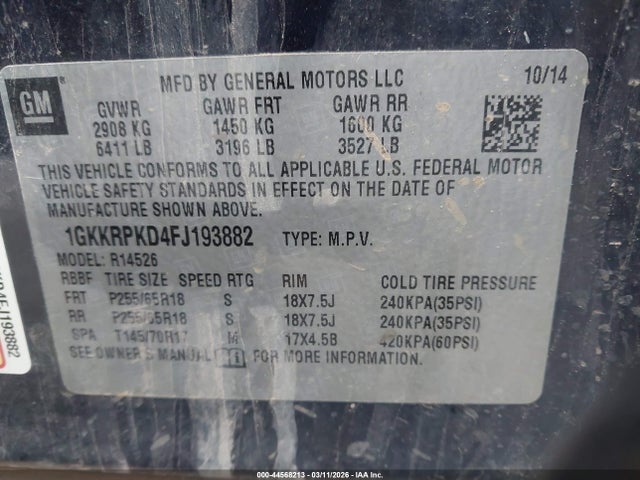 GM
MFD BY GENERAL MOTORS LLC 10/14
GVWR GAWR FRT GAWR RR
2908 KG 1450 KG 1600 KG
6411 LB 3196 LB 3527 LB
THIS VEHICLE CONFORMS TO ALL APPLICABLE U.S. FEDERAL MOTOR
VEHICLE SAFETY STANDARDS IN EFFECT ON THE DATE OF
MANUFACTURE SHOWN ABOVE.
1GKKRPKD4FJ193882 TYPE: M.P.V.
MODEL: R14526
RBBF TIRE SIZE SPEED RTG RIM COLD TIRE PRESSURE
FRT P255/65R18 S 18X7.5J 240KPA(35PSI)
RR P255/65R18 S 18X7.5J 240KPA(35PSI)
SPA T145/70R17 M 17X4.5B 420KPA(60PSI)
SEE OWNER'S MANUAL i FOR MORE INFORMATION.
000-44568213 - 03/11/2026 - IAA Inc.